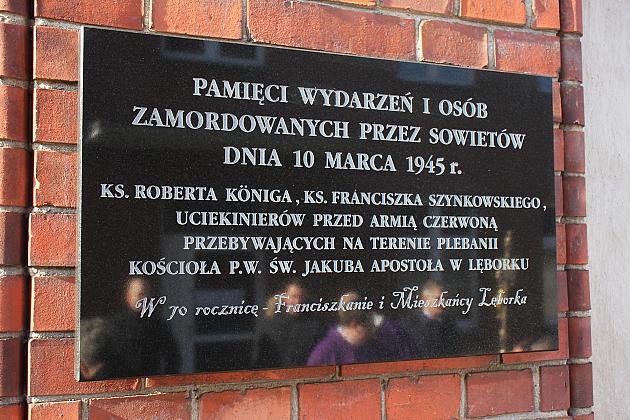 PAMIĘCI WYDARZEŃ I OSÓB
ZAMORDOWANYCH PRZEZ SOWIETÓW
DNIA 10 MARCA 1945 r.
KS. ROBERTA KÖNIGA, KS. FRANCISZKA SZYNKOWSKIEGO,
UCIEKINIERÓW PRZED ARMIĄ CZERWONĄ
PRZEBYWAJĄCYCH NA TERENIE PLEBANII
KOŚCIOŁA P.W. ŚW. JAKUBA APOSTOŁA W LĘBORKU
W 70 rocznicę - Franciszkanie i Mieszkańcy Lęborka